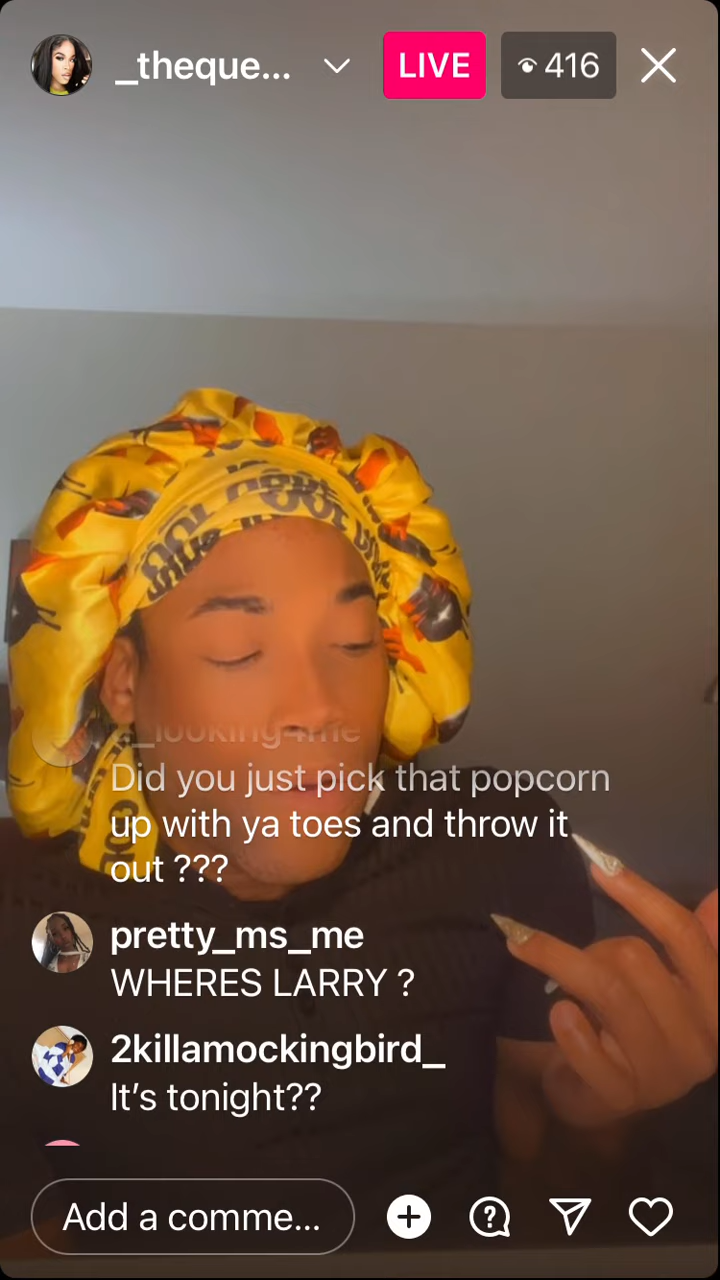 _theque...
LIVE
416
Did you just pick that popcorn
up with ya toes and throw it
out ???
pretty_ms_me
WHERES LARRY ?
2killamockingbird_
It’s tonight??
Add a comme...